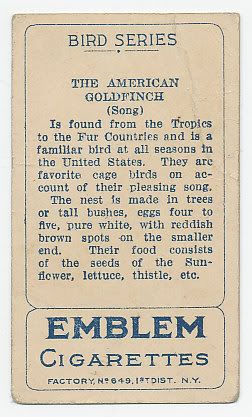 BIRD SERIES
THE AMERICAN
GOLDFINCH
(Song)
Is found from the Tropics
to the Fur Countries and is a
familiar bird at all seasons in
the United States. They are
favorite cage birds on ac-
count of their pleasing song.
The nest is made in trees
or tall bushes, eggs four to
five, pure white, with reddish
brown spots on the smaller
end. Their food consists
of the seeds of the Sun-
flower, lettuce, thistle, etc.
EMBLEM
CIGARETTES
FACTORY, No 649, 1ST DIST. N.Y.